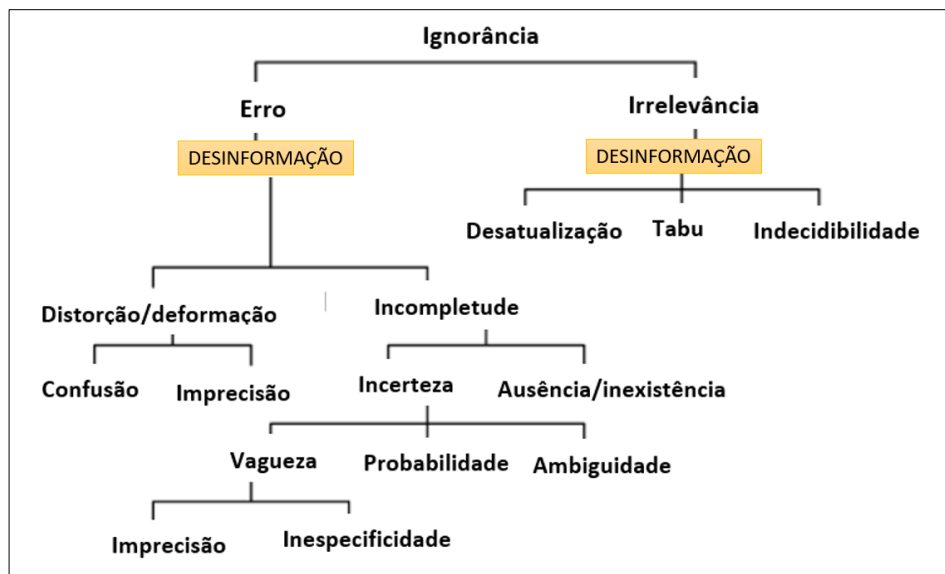 Ignorância
Erro
Irrelevância
DESINFORMAÇÃO
DESINFORMAÇÃO
Desatualização
Tabu
Indecidibilidade
Distorção/deformação
Incompletude
Confusão
Imprecisão
Incerteza
Ausência/inexistência
Vagueza
Probabilidade
Ambiguidade
Imprecisão
Inespecificidade